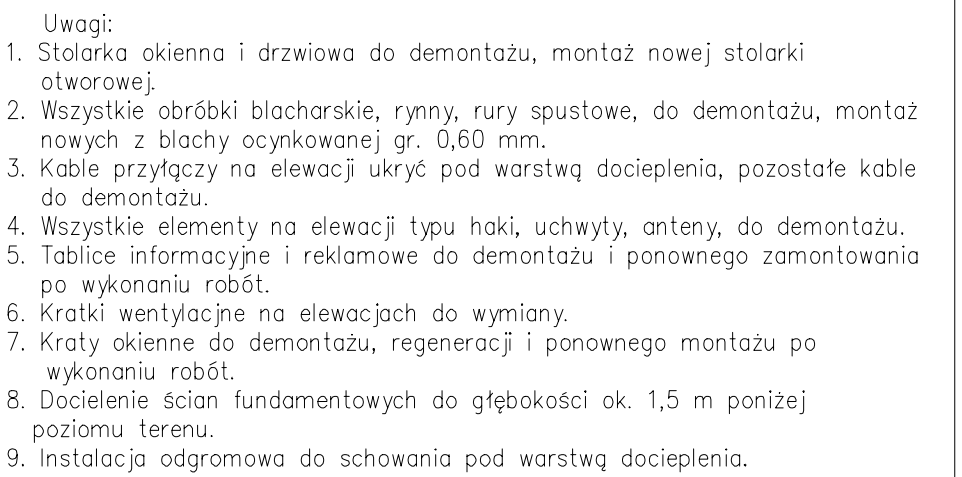 Uwagi:
1. Stolarka okienna i drzwiowa do demontażu, montaż nowej stolarki
otworowej.
2. Wszystkie obróbki blacharskie, rynny, rury spustowe, do demontażu, montaż
nowych z blachy ocynkowanej gr. 0,60 mm.
3. Kable przyłączy na elewacji ukryć pod warstwą docieplenia, pozostałe kable
do demontażu.
4. Wszystkie elementy na elewacji typu haki, uchwyty, anteny, do demontażu.
5. Tablice informacyjne i reklamowe do demontażu i ponownego zamontowania
po wykonaniu robót.
6. Kratki wentylacjne na elewacjach do wymiany.
7. Kraty okienne do demontażu, regeneracji i ponownego montażu po
wykonaniu robót.
8. Docielenie ścian fundamentowych do głębokości ok. 1,5 m poniżej
poziomu terenu.
9. Instalacja odgromowa do schowania pod warstwą docieplenia.